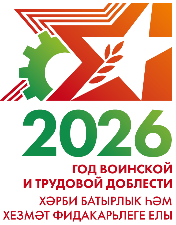 2026
ГОД ВОИНСКОЙ
И ТРУДОВОЙ ДОБЛЕСТИ
ХӘРБИ БАТЫРЛЫК ҺӘМ
ХЕЗМӘТ ФИДАКАРЬЛЕГЕ ЕЛЫ